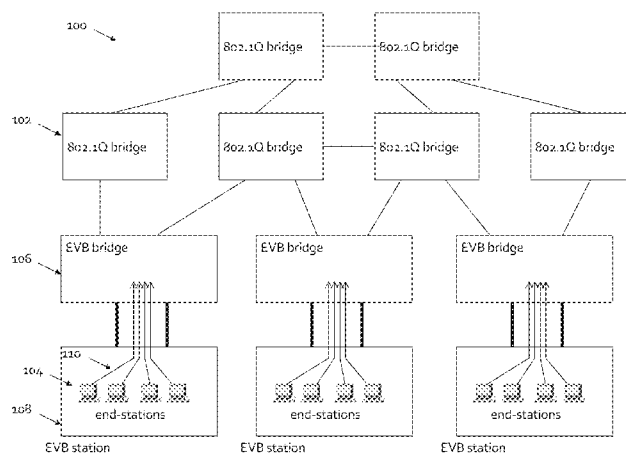 100
802.1Q bridge 802.1Q bridge
102
802.1Q bridge 802.1Q bridge 802.1Q bridge 802.1Q bridge
EVB bridge EVB bridge EVB bridge
106
110
104
end-stations end-stations end-stations
108
EVB station EVB station EVB station